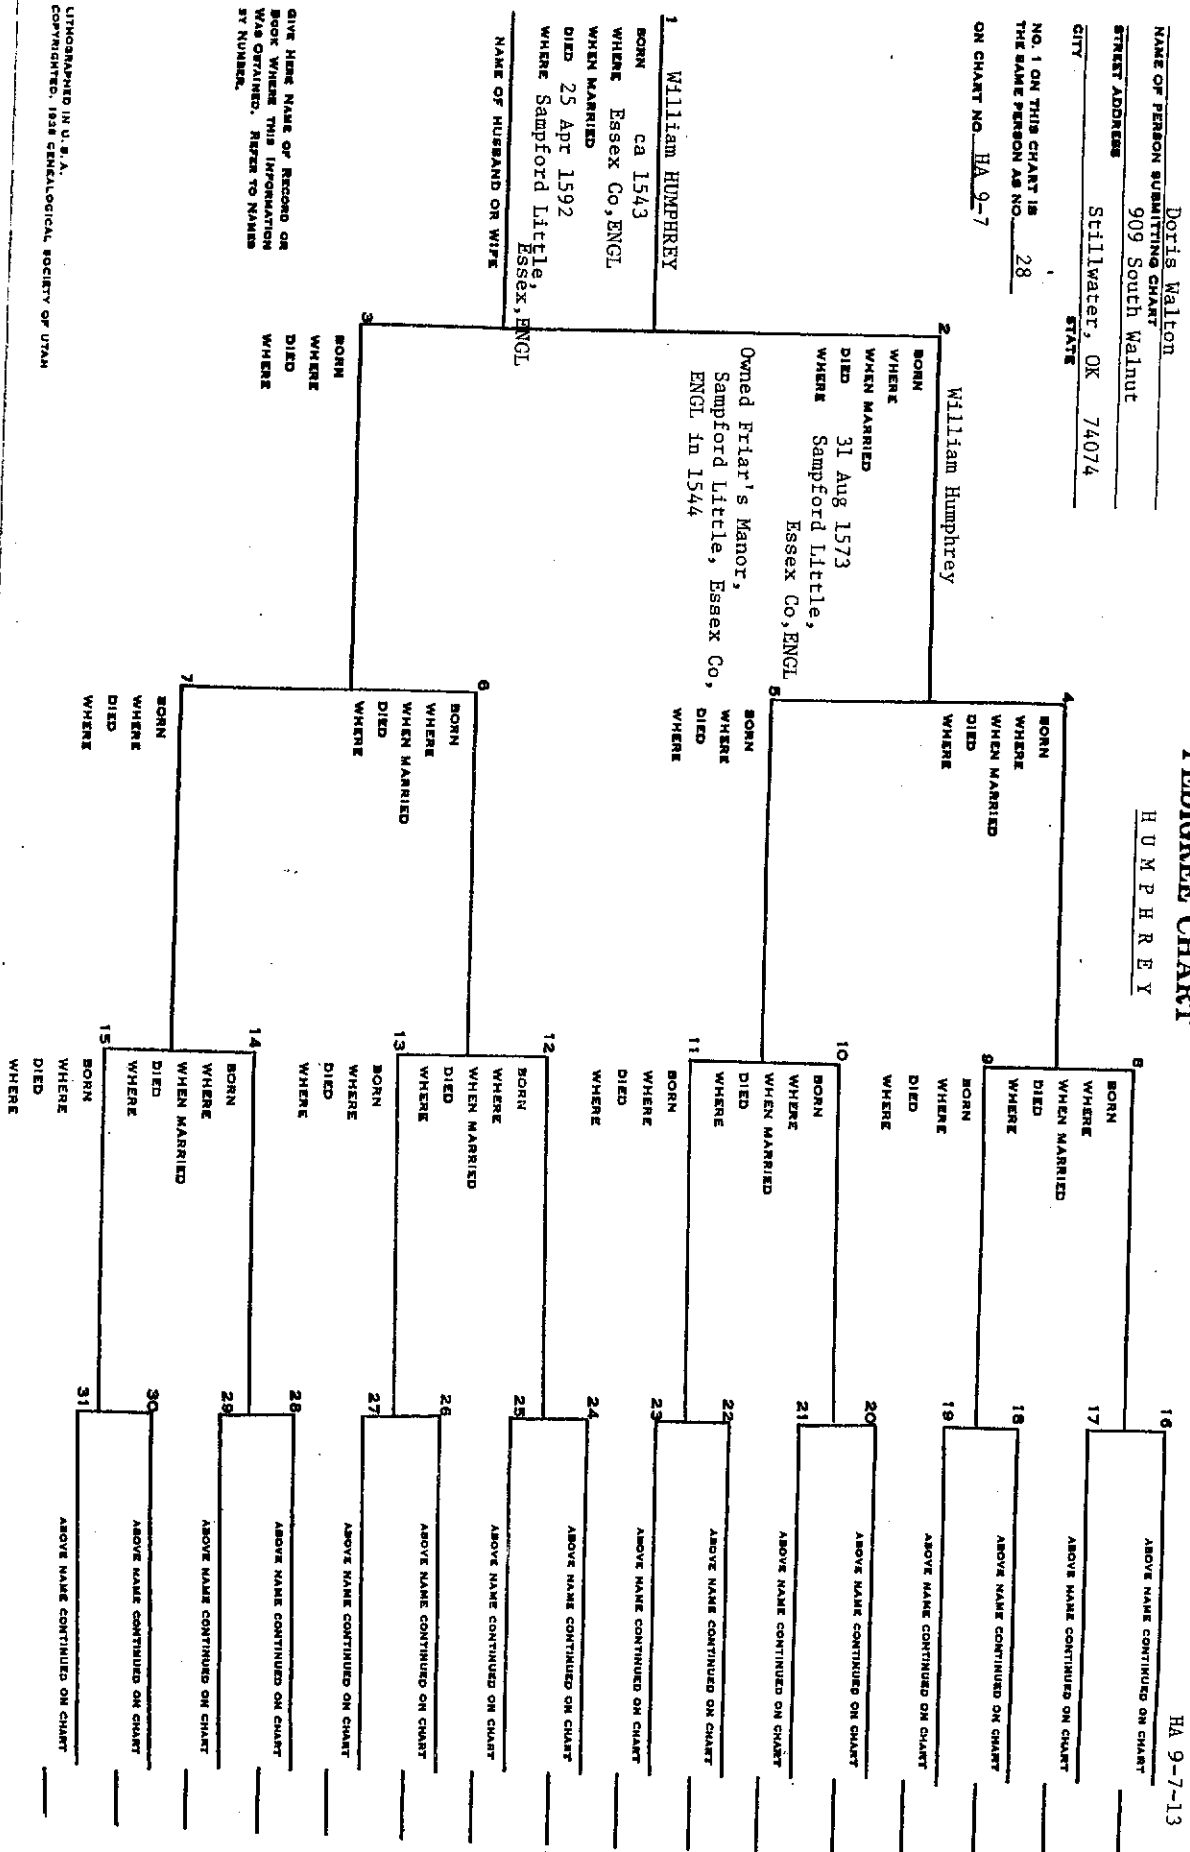 PEDIGREE CHART
HUMPHREY
HA 9-7-13
Doris Walton
NAME OF PERSON SUBMITTING CHART
909 South Walnut
STREET ADDRESS
Stillwater, OK 74074
CITY STATE
NO. 1 ON THIS CHART IS
THE SAME PERSON AS NO. 28
ON CHART NO. HA 9-7
1 William HUMPHREY
BORN ca 1543
WHERE Essex Co,ENGL
WHEN MARRIED
DIED 25 Apr 1592
WHERE Sampford Little,
Essex,ENGL
NAME OF HUSBAND OR WIFE
GIVE HERE NAME OF RECORD OR
BOOK WHERE THIS INFORMATION
WAS OBTAINED. REFER TO NAMES
BY NUMBER.
LITHOGRAPHED IN U. S. A.
COPYRIGHTED, 1938 GENEALOGICAL SOCIETY OF UTAH
2 William Humphrey
BORN
WHERE
WHEN MARRIED
DIED 31 Aug 1573
WHERE Sampford Little,
Essex Co,ENGL
Owned Friar's Manor,
Sampford Little, Essex Co,
ENGL in 1544
3
BORN
WHERE
DIED
WHERE
4
BORN
WHERE
WHEN MARRIED
DIED
WHERE
5
BORN
WHERE
DIED
WHERE
6
BORN
WHERE
WHEN MARRIED
DIED
WHERE
7
BORN
WHERE
DIED
WHERE
8
BORN
WHERE
WHEN MARRIED
DIED
WHERE
9
BORN
WHERE
DIED
WHERE
10
BORN
WHERE
WHEN MARRIED
DIED
WHERE
11
BORN
WHERE
DIED
WHERE
12
BORN
WHERE
WHEN MARRIED
DIED
WHERE
13
BORN
WHERE
DIED
WHERE
14
BORN
WHERE
WHEN MARRIED
DIED
WHERE
15
BORN
WHERE
DIED
WHERE
16
ABOVE NAME CONTINUED ON CHART
17
ABOVE NAME CONTINUED ON CHART
18
ABOVE NAME CONTINUED ON CHART
19
ABOVE NAME CONTINUED ON CHART
20
ABOVE NAME CONTINUED ON CHART
21
ABOVE NAME CONTINUED ON CHART
22
ABOVE NAME CONTINUED ON CHART
23
ABOVE NAME CONTINUED ON CHART
24
ABOVE NAME CONTINUED ON CHART
25
ABOVE NAME CONTINUED ON CHART
26
ABOVE NAME CONTINUED ON CHART
27
ABOVE NAME CONTINUED ON CHART
28
ABOVE NAME CONTINUED ON CHART
29
ABOVE NAME CONTINUED ON CHART
30
ABOVE NAME CONTINUED ON CHART
31
ABOVE NAME CONTINUED ON CHART